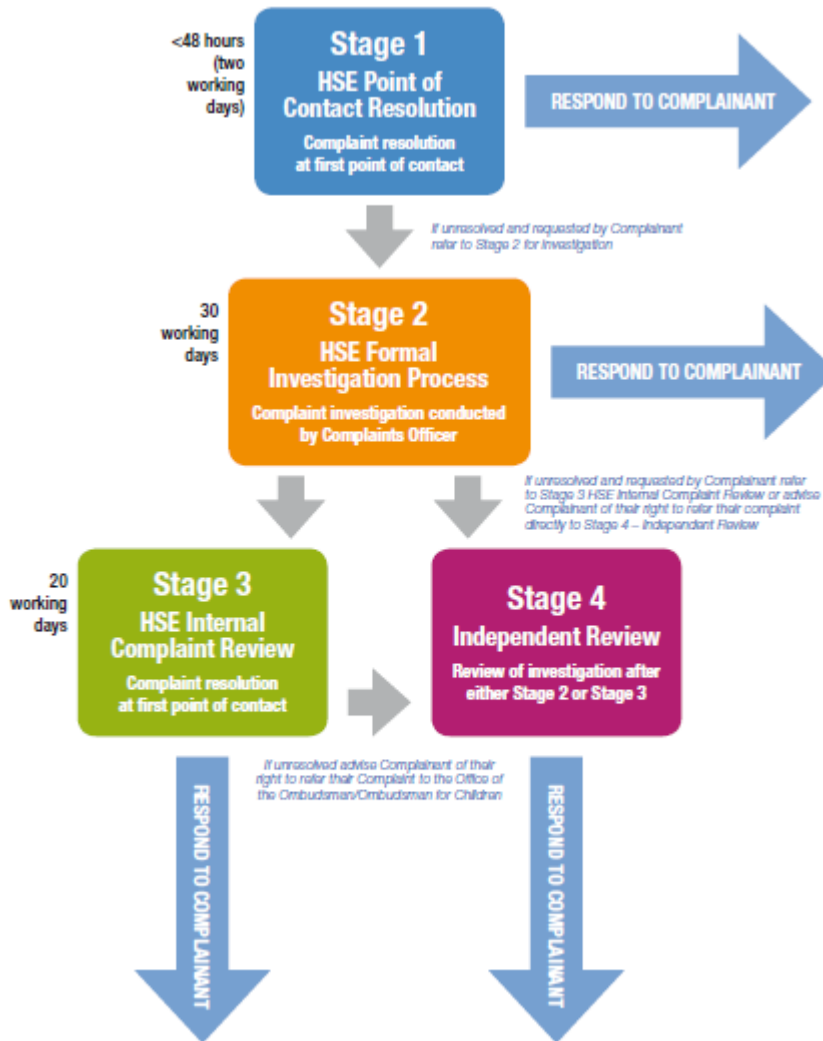 <48 hours
(two
working
days)
Stage 1
HSE Point of
Contact Resolution
Complaint resolution
at first point of contact
RESPOND TO COMPLAINANT
If unresolved and requested by Complainant
refer to Stage 2 for investigation
30
working
days
Stage 2
HSE Formal
Investigation Process
Complaint investigation conducted
by Complaints Officer
RESPOND TO COMPLAINANT
If unresolved and requested by Complainant refer
to Stage 3 HSE Internal Complaint Review or advise
Complainant of their right to refer their complaint
directly to Stage 4 – Independent Review
20
working
days
Stage 3
HSE Internal
Complaint Review
Complaint resolution
at first point of contact
Stage 4
Independent Review
Review of investigation after
either Stage 2 or Stage 3
If unresolved advise Complainant of their
right to refer their Complaint to the Office of
the Ombudsman/Ombudsman for Children
RESPOND TO COMPLAINANT
RESPOND TO COMPLAINANT